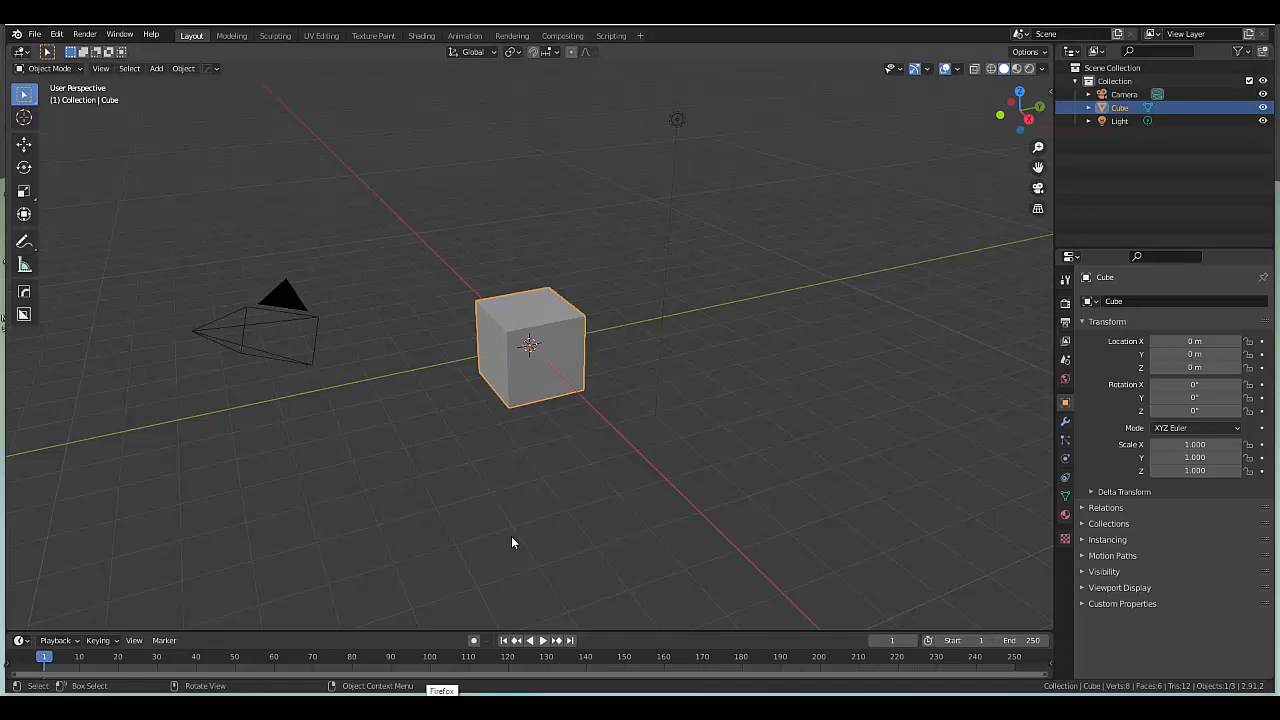 File Edit Render Window Help Layout Modeling Sculpting UV Editing Texture Paint Shading Animation Rendering Compositing Scripting + Scene View Layer
Global Options
Object Mode View Select Add Object
User Perspective
(1) Collection | Cube
Z
Y
X
Scene Collection
Collection
Camera
Cube
Light
Cube
Cube
Transform
Location X 0 m
Y 0 m
Z 0 m
Rotation X 0°
Y 0°
Z 0°
Mode XYZ Euler
Scale X 1.000
Y 1.000
Z 1.000
Delta Transform
Relations
Collections
Instancing
Motion Paths
Visibility
Viewport Display
Custom Properties
Playback Keying View Marker 1 Start 1 End 250
1 10 20 30 40 50 60 70 80 90 100 110 120 130 140 150 160 170 180 190 200 210 220 230 240 250
Select Box Select Rotate View Object Context Menu Collection | Cube | Verts:8 | Faces:6 | Tris:12 | Objects:1/3 | 2.91.2
Firefox